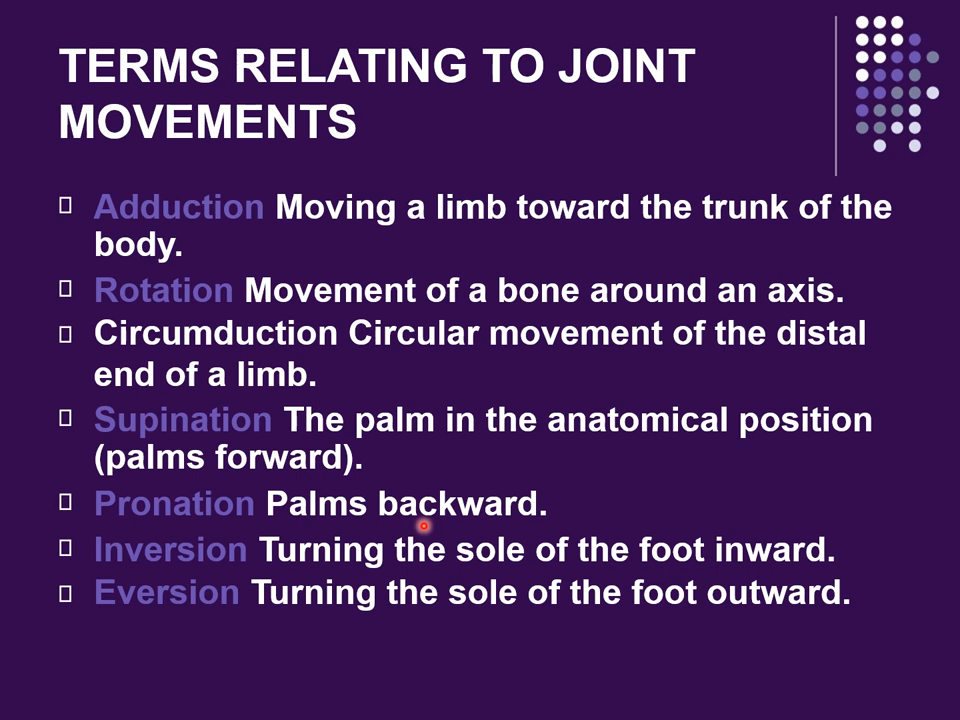 TERMS RELATING TO JOINT
MOVEMENTS
Adduction Moving a limb toward the trunk of the
body.
Rotation Movement of a bone around an axis.
Circumduction Circular movement of the distal
end of a limb.
Supination The palm in the anatomical position
(palms forward).
Pronation Palms backward.
Inversion Turning the sole of the foot inward.
Eversion Turning the sole of the foot outward.